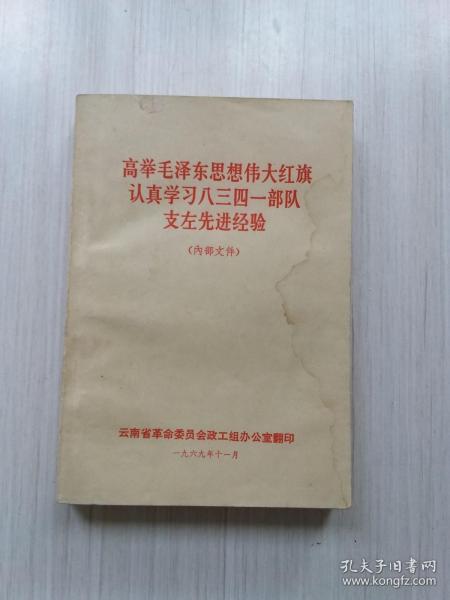 高举毛泽东思想伟大红旗
认真学习八三四一部队
支左先进经验
（内部文件）
云南省革命委员会政工组办公室翻印
一九六九年十一月
孔夫子旧书网
www.kongfz.com